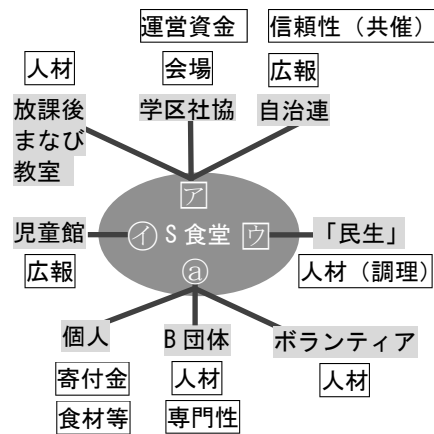 運営資金
信頼性（共催）
人材
会場
広報
放課後
まなび
教室
学区社協
自治連
ア
児童館
イ
S食堂
ウ
「民生」
広報
人材（調理）
a
個人
B団体
ボランティア
寄付金
人材
人材
食材等
専門性